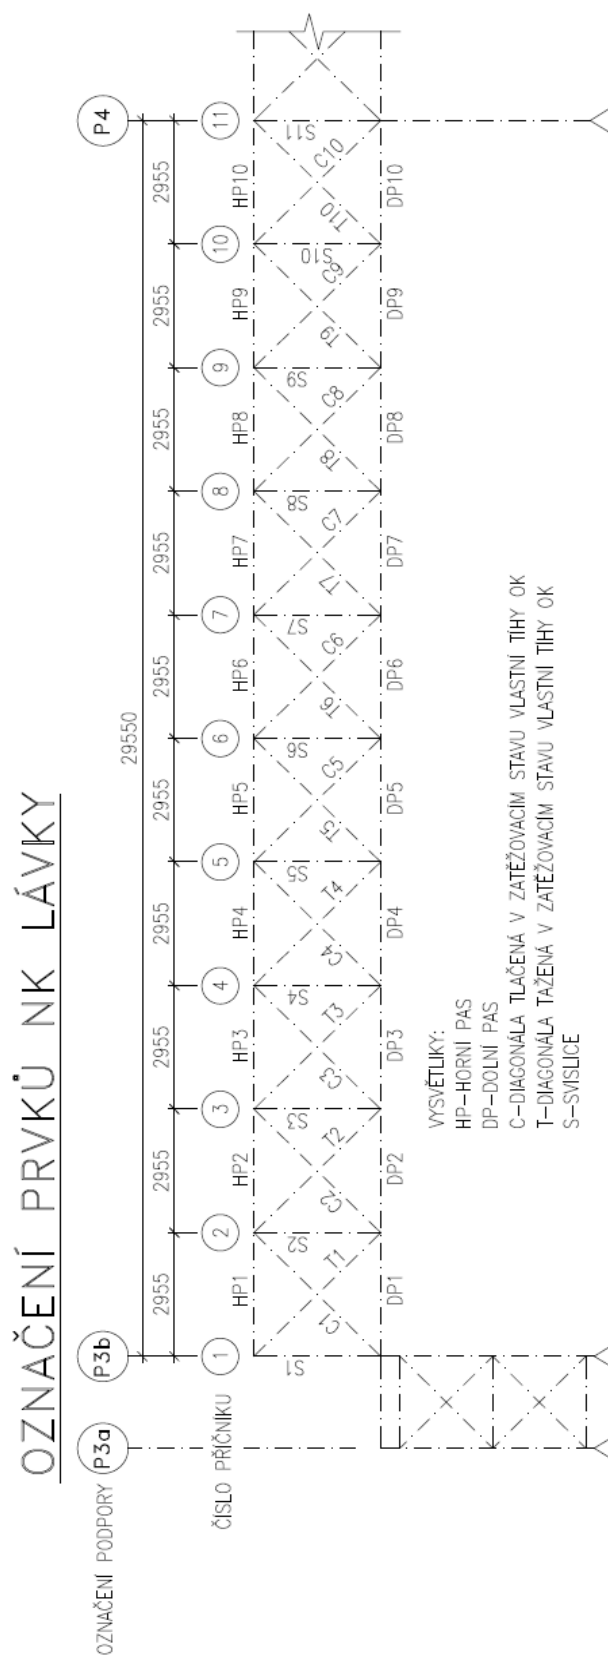 OZNAČENÍ PRVKŮ NK LÁVKY
OZNAČENÍ PODPORY P3a P3b P4
29550
2955 2955 2955 2955 2955 2955 2955 2955 2955 2955
ČÍSLO PŘÍČNÍKU 1 2 3 4 5 6 7 8 9 10 11
HP1 HP2 HP3 HP4 HP5 HP6 HP7 HP8 HP9 HP10
S1 S2 S3 S4 S5 S6 S7 S8 S9 S10 S11
C1 T1 C2 T2 C3 T3 C4 T4 T5 C5 T6 C6 T7 C7 T8 C8 T9 C9 T10 C10
DP1 DP2 DP3 DP4 DP5 DP6 DP7 DP8 DP9 DP10
VYSVĚTLIKY:
HP-HORNÍ PAS
DP-DOLNÍ PAS
C-DIAGONÁLA TLAČENÁ V ZATĚŽOVACÍM STAVU VLASTNÍ TÍHY OK
T-DIAGONÁLA TAŽENÁ V ZATĚŽOVACÍM STAVU VLASTNÍ TÍHY OK
S-SVISLICE